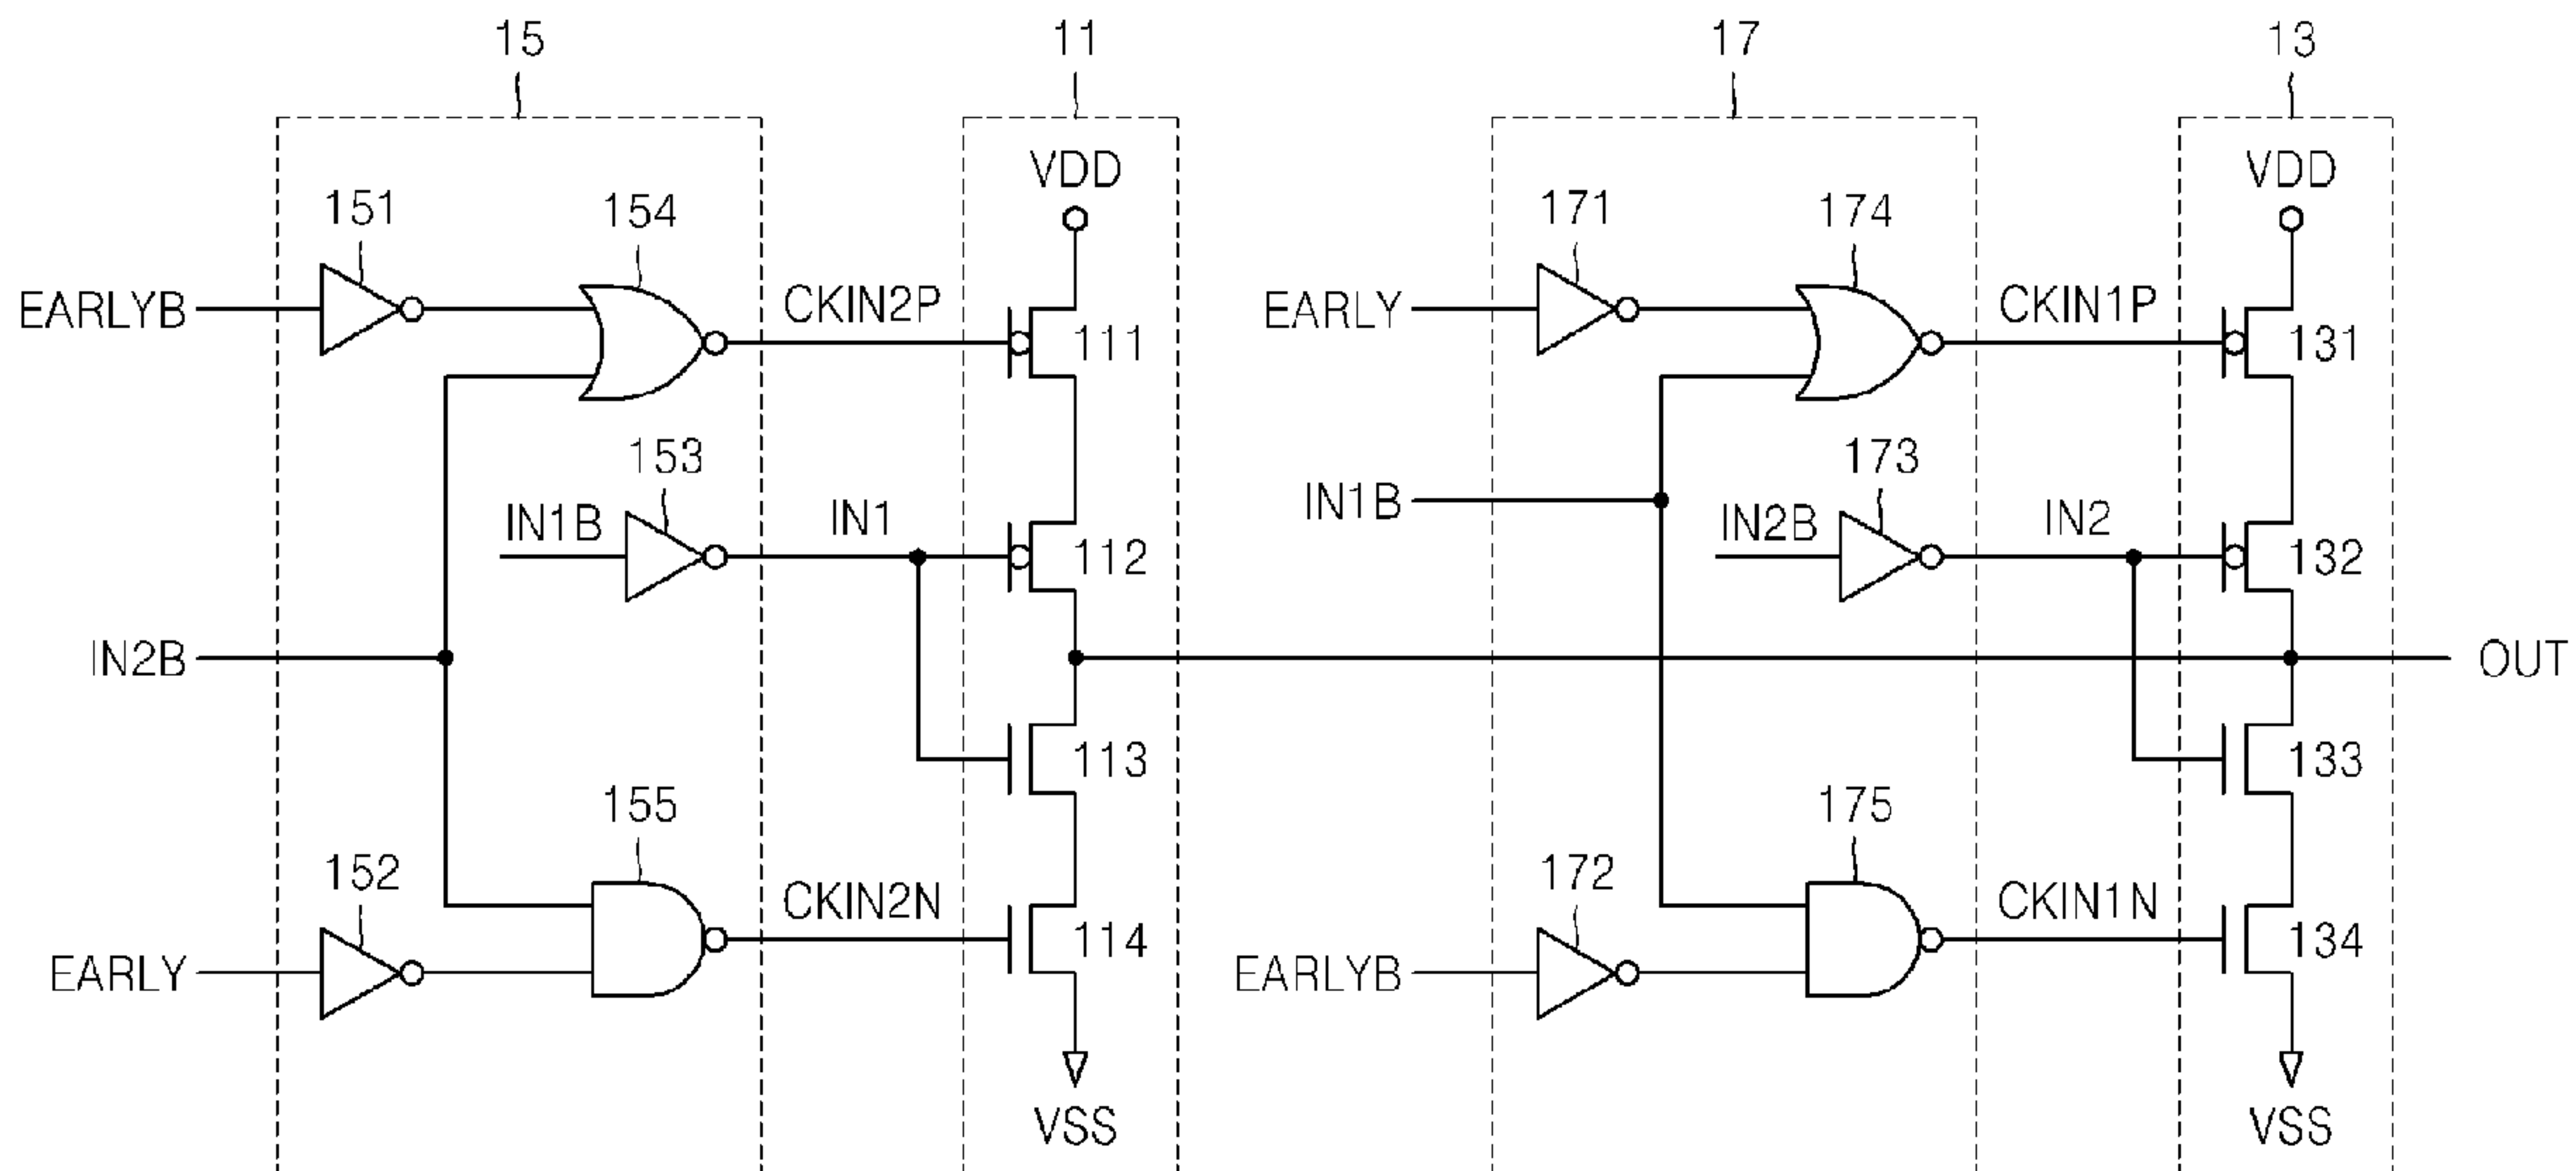 15
11
17
13
VDD
VDD
151
154
171
174
EARLYB
CKIN2P
111
EARLY
CKIN1P
131
153
173
IN1B
IN1
112
IN1B
IN2B
IN2
132
IN2B
OUT
113
133
155
175
152
CKIN2N
114
172
CKIN1N
134
EARLY
EARLYB
VSS
VSS